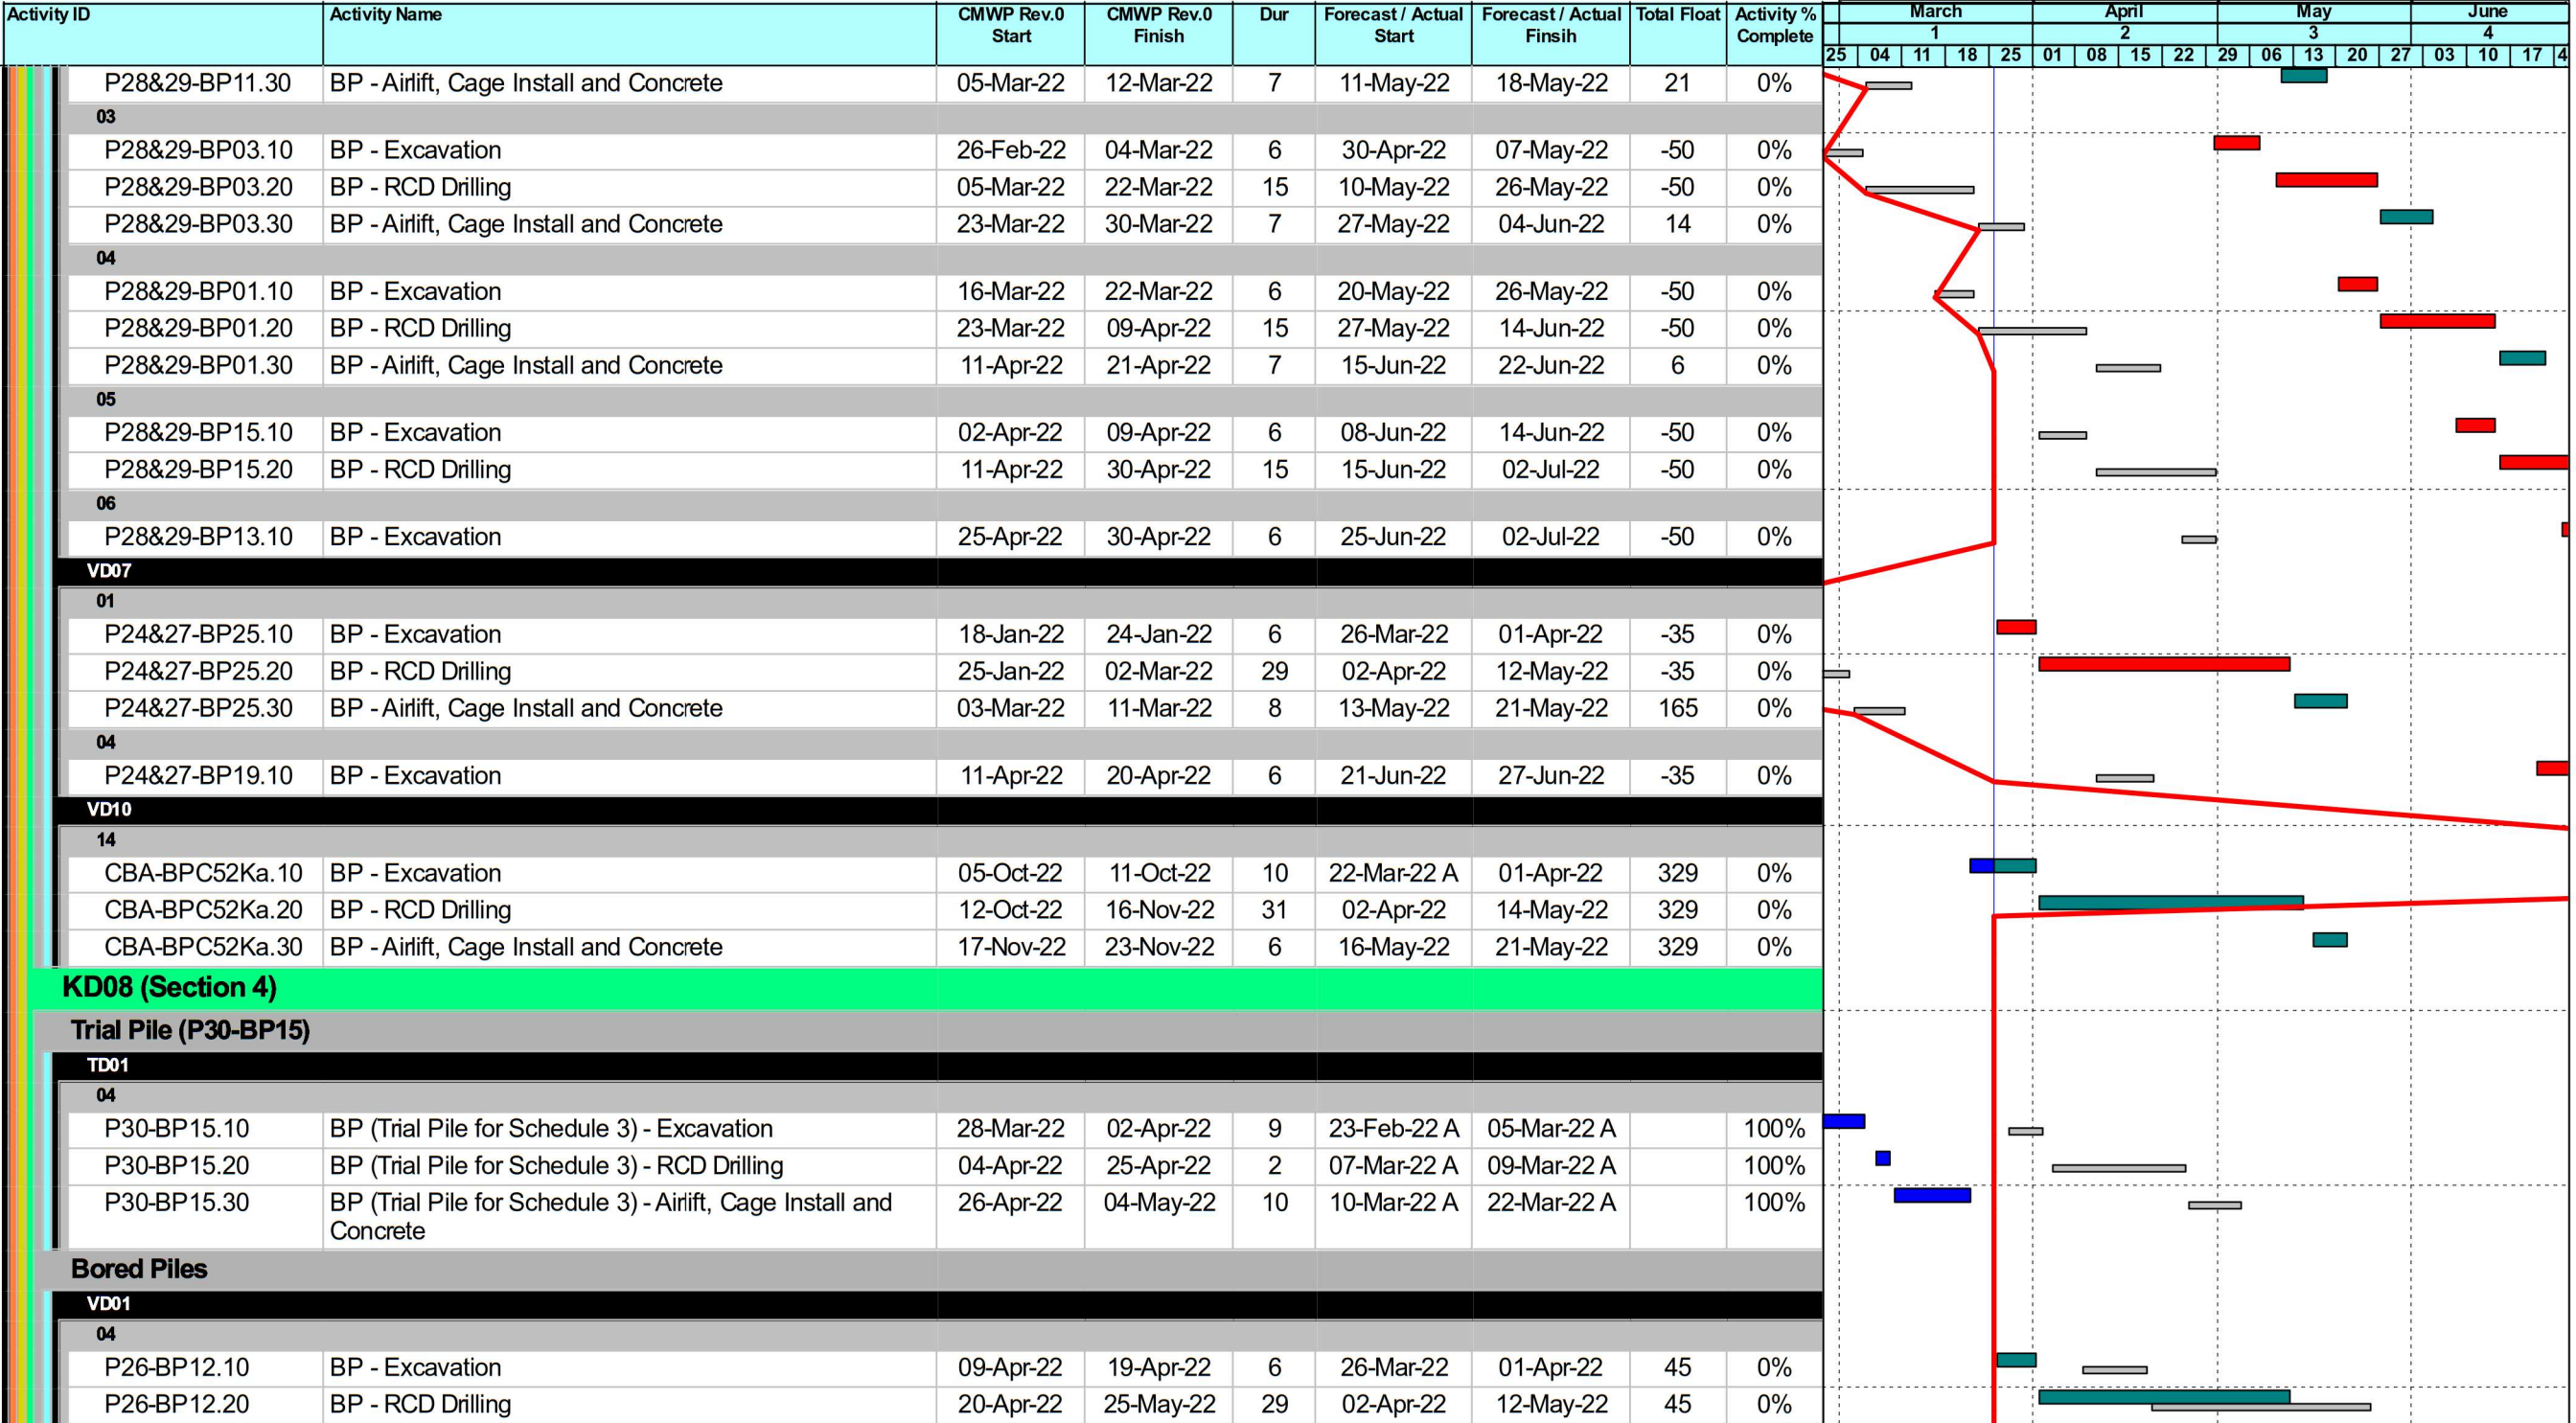 Activity ID Activity Name CMWP Rev.0 Start CMWP Rev.0 Finish Dur Forecast / Actual Start Forecast / Actual Finsih Total Float Activity % Complete
March April May June
1 2 3 4
25 04 11 18 25 01 08 15 22 29 06 13 20 27 03 10 17 4
P28&29-BP11.30 BP - Airlift, Cage Install and Concrete 05-Mar-22 12-Mar-22 7 11-May-22 18-May-22 21 0%
03
P28&29-BP03.10 BP - Excavation 26-Feb-22 04-Mar-22 6 30-Apr-22 07-May-22 -50 0%
P28&29-BP03.20 BP - RCD Drilling 05-Mar-22 22-Mar-22 15 10-May-22 26-May-22 -50 0%
P28&29-BP03.30 BP - Airlift, Cage Install and Concrete 23-Mar-22 30-Mar-22 7 27-May-22 04-Jun-22 14 0%
04
P28&29-BP01.10 BP - Excavation 16-Mar-22 22-Mar-22 6 20-May-22 26-May-22 -50 0%
P28&29-BP01.20 BP - RCD Drilling 23-Mar-22 09-Apr-22 15 27-May-22 14-Jun-22 -50 0%
P28&29-BP01.30 BP - Airlift, Cage Install and Concrete 11-Apr-22 21-Apr-22 7 15-Jun-22 22-Jun-22 6 0%
05
P28&29-BP15.10 BP - Excavation 02-Apr-22 09-Apr-22 6 08-Jun-22 14-Jun-22 -50 0%
P28&29-BP15.20 BP - RCD Drilling 11-Apr-22 30-Apr-22 15 15-Jun-22 02-Jul-22 -50 0%
06
P28&29-BP13.10 BP - Excavation 25-Apr-22 30-Apr-22 6 25-Jun-22 02-Jul-22 -50 0%
VD07
01
P24&27-BP25.10 BP - Excavation 18-Jan-22 24-Jan-22 6 26-Mar-22 01-Apr-22 -35 0%
P24&27-BP25.20 BP - RCD Drilling 25-Jan-22 02-Mar-22 29 02-Apr-22 12-May-22 -35 0%
P24&27-BP25.30 BP - Airlift, Cage Install and Concrete 03-Mar-22 11-Mar-22 8 13-May-22 21-May-22 165 0%
04
P24&27-BP19.10 BP - Excavation 11-Apr-22 20-Apr-22 6 21-Jun-22 27-Jun-22 -35 0%
VD10
14
CBA-BPC52Ka.10 BP - Excavation 05-Oct-22 11-Oct-22 10 22-Mar-22 A 01-Apr-22 329 0%
CBA-BPC52Ka.20 BP - RCD Drilling 12-Oct-22 16-Nov-22 31 02-Apr-22 14-May-22 329 0%
CBA-BPC52Ka.30 BP - Airlift, Cage Install and Concrete 17-Nov-22 23-Nov-22 6 16-May-22 21-May-22 329 0%
KD08 (Section 4)
Trial Pile (P30-BP15)
TD01
04
P30-BP15.10 BP (Trial Pile for Schedule 3) - Excavation 28-Mar-22 02-Apr-22 9 23-Feb-22 A 05-Mar-22 A 100%
P30-BP15.20 BP (Trial Pile for Schedule 3) - RCD Drilling 04-Apr-22 25-Apr-22 2 07-Mar-22 A 09-Mar-22 A 100%
P30-BP15.30 BP (Trial Pile for Schedule 3) - Airlift, Cage Install and 26-Apr-22 04-May-22 10 10-Mar-22 A 22-Mar-22 A 100%
Concrete
Bored Piles
VD01
04
P26-BP12.10 BP - Excavation 09-Apr-22 19-Apr-22 6 26-Mar-22 01-Apr-22 45 0%
P26-BP12.20 BP - RCD Drilling 20-Apr-22 25-May-22 29 02-Apr-22 12-May-22 45 0%